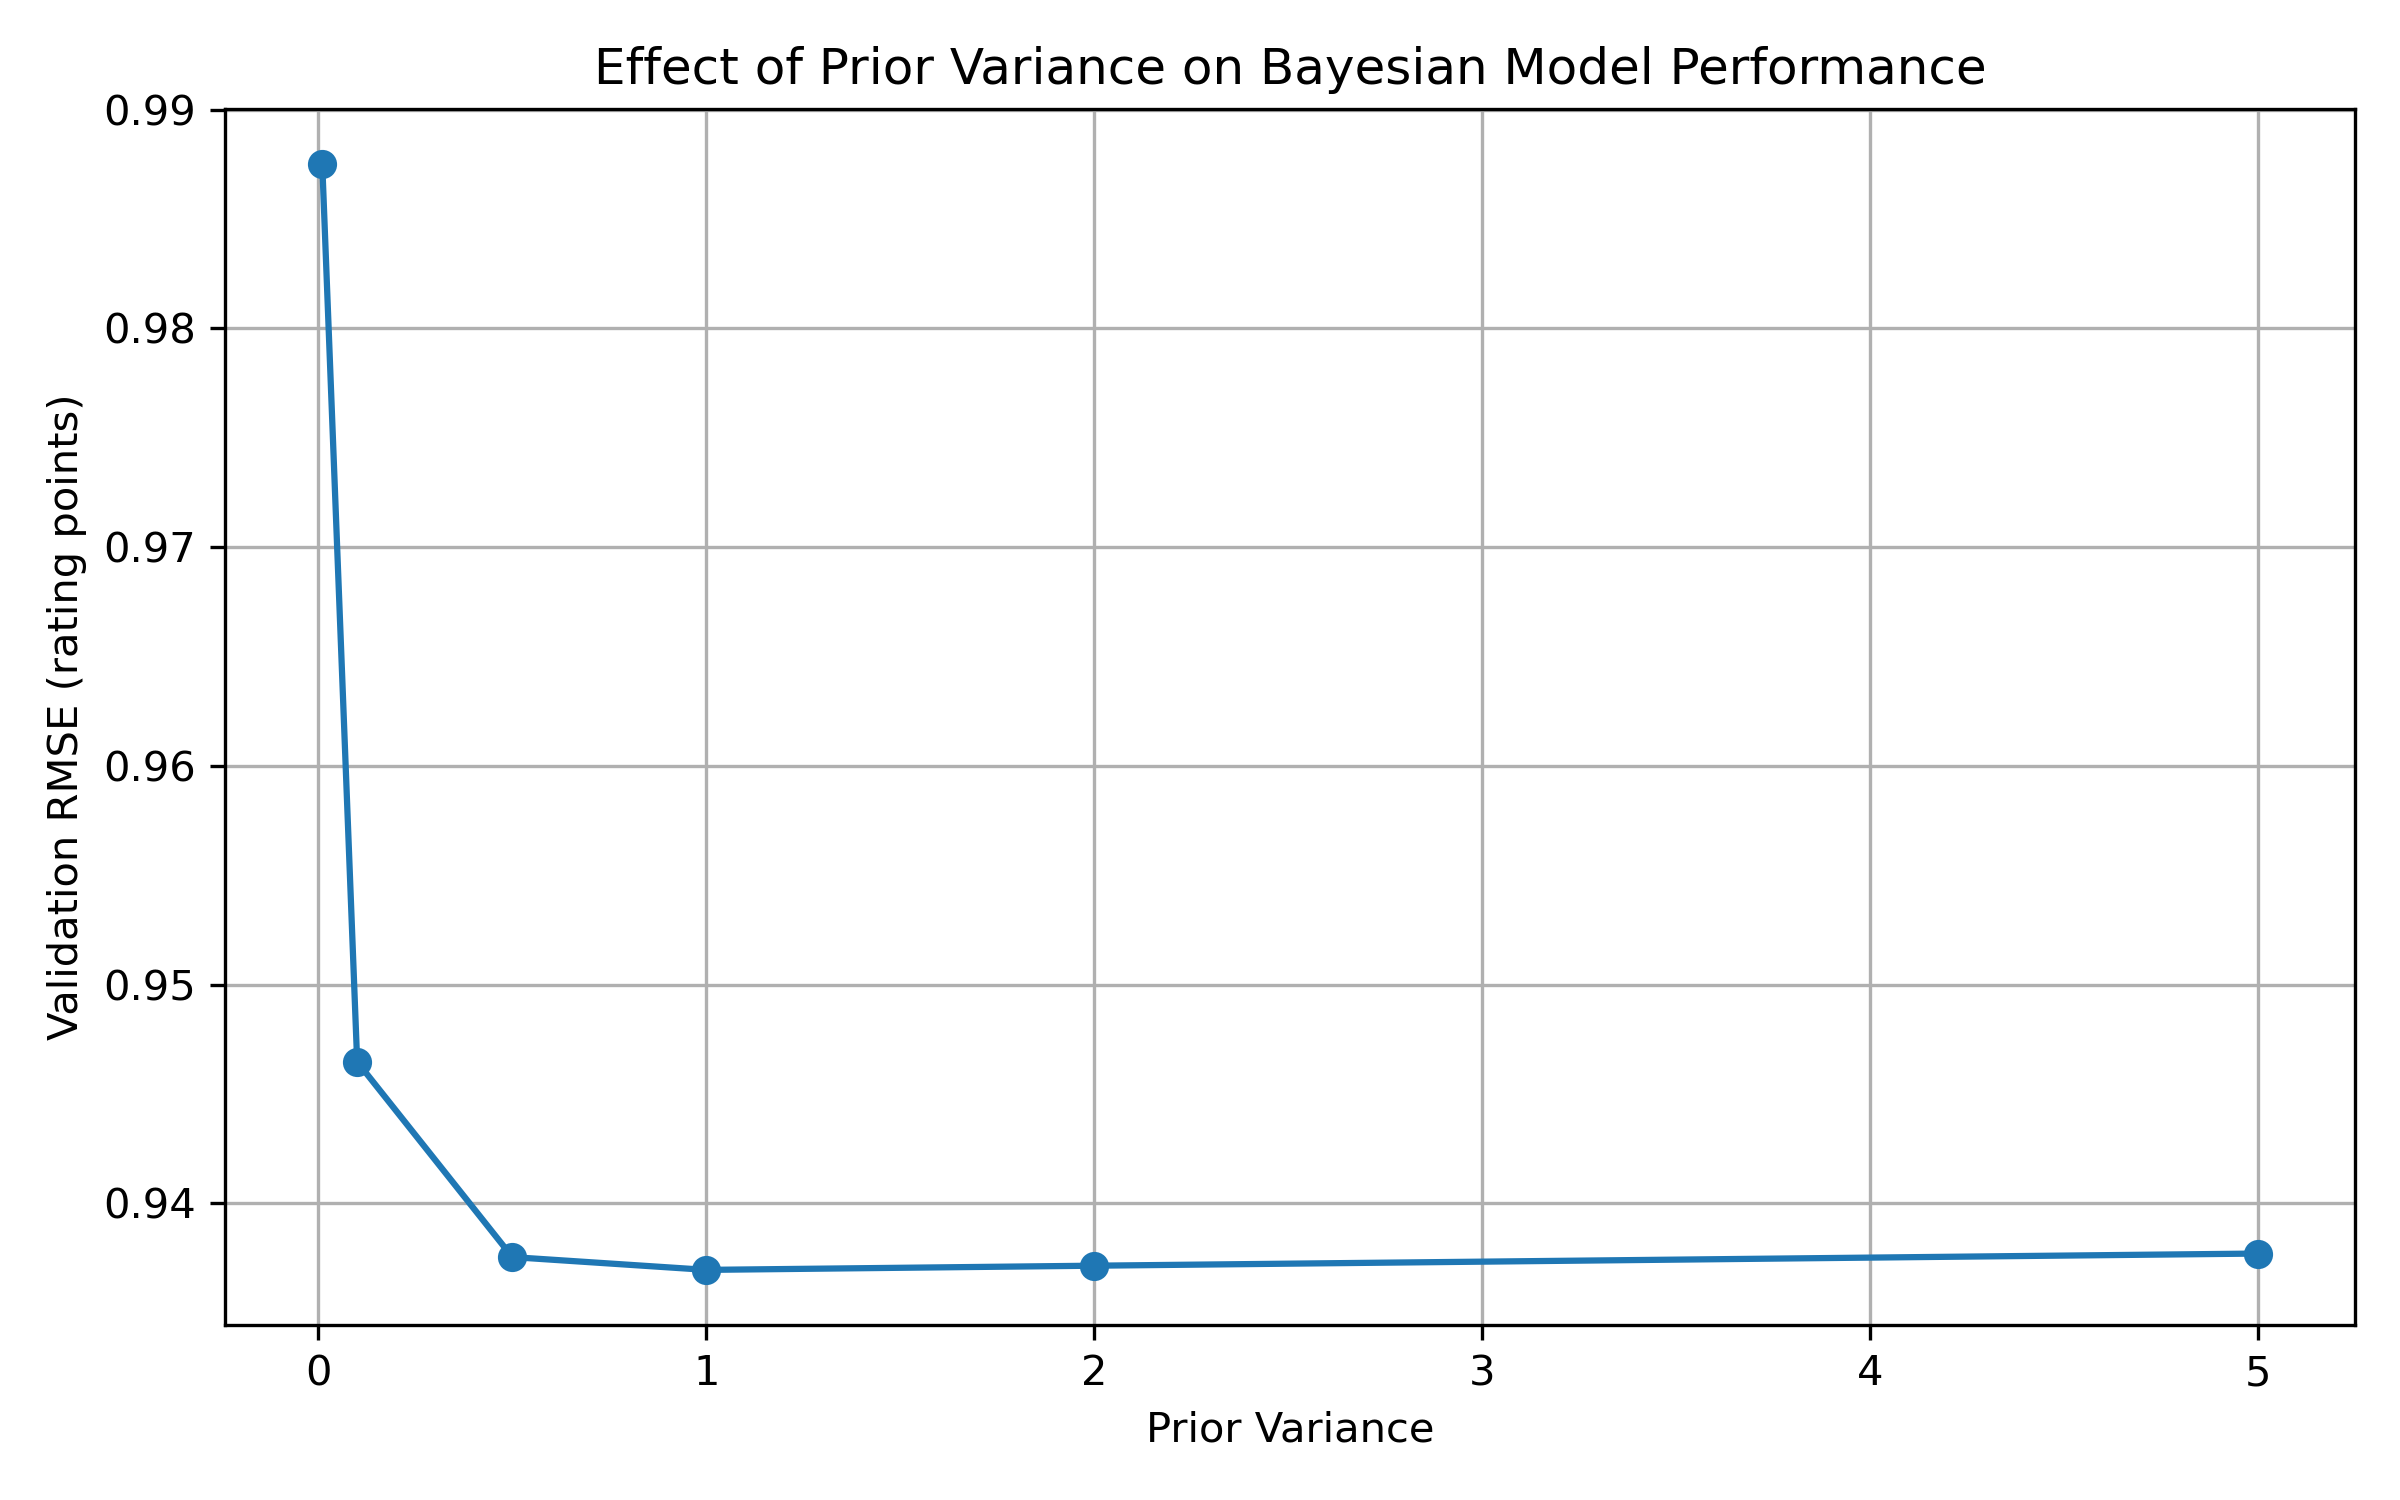 Effect of Prior Variance on Bayesian Model Performance
Validation RMSE (rating points)
0.99
0.98
0.97
0.96
0.95
0.94
0 1 2 3 4 5
Prior Variance